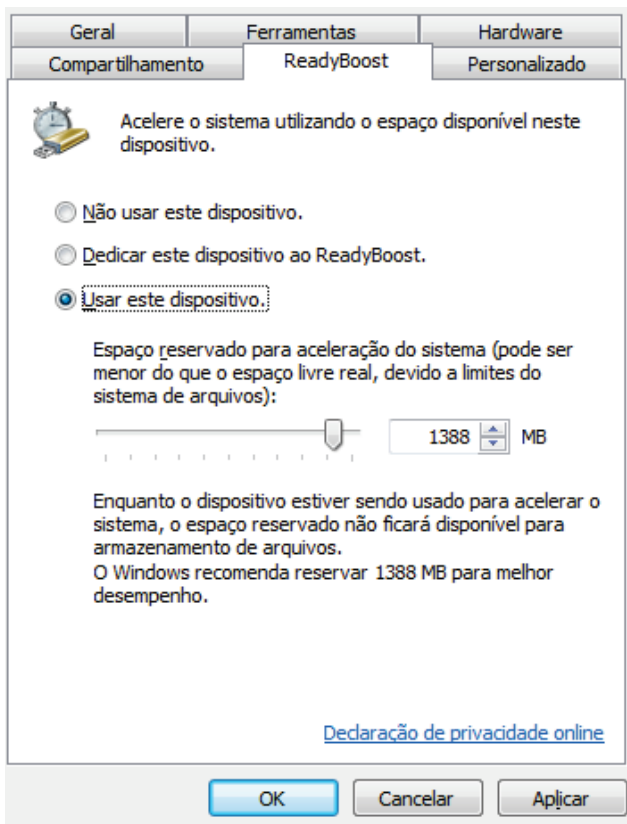 Geral Ferramentas Hardware
Compartilhamento ReadyBoost Personalizado
Acelere o sistema utilizando o espaço disponível neste
dispositivo.
Não usar este dispositivo.
Dedicar este dispositivo ao ReadyBoost.
Usar este dispositivo.
Espaço reservado para aceleração do sistema (pode ser
menor do que o espaço livre real, devido a limites do
sistema de arquivos):
1388 MB
Enquanto o dispositivo estiver sendo usado para acelerar o
sistema, o espaço reservado não ficará disponível para
armazenamento de arquivos.
O Windows recomenda reservar 1388 MB para melhor
desempenho.
Declaração de privacidade online
OK Cancelar Aplicar